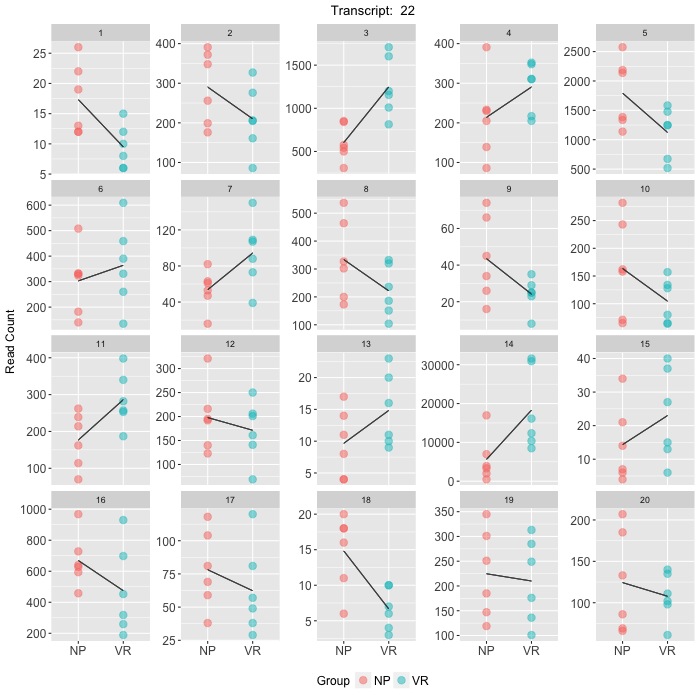 Transcript: 22
1 2 3 4 5
25 20 15 10 5
400 300 200 100
1500 1000 500
400 300 200 100
2500 2000 1500 1000 500
6 7 8 9 10
600 500 400 300 200
120 80 40
500 400 300 200 100
60 40 20
250 200 150 100
Read Count
11 12 13 14 15
400 300 200 100
300 250 200 150 100
20 15 10 5
30000 20000 10000 0
40 30 20 10
16 17 18 19 20
1000 800 600 400 200
100 75 50 25
20 15 10 5
350 300 250 200 150 100
200 150 100
NP VR NP VR NP VR NP VR NP VR
Group NP VR